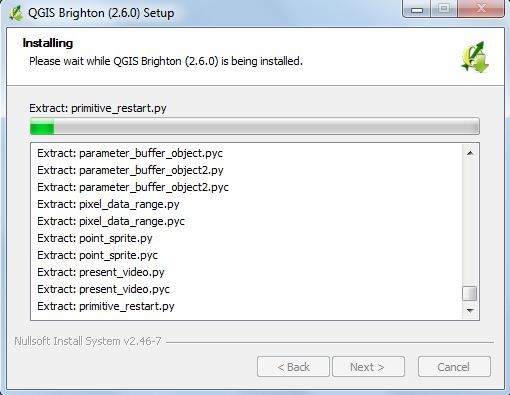 QGIS Brighton (2.6.0) Setup
Installing
Please wait while QGIS Brighton (2.6.0) is being installed.
Extract: primitive_restart.py
Extract: parameter_buffer_object.pyc
Extract: parameter_buffer_object2.py
Extract: parameter_buffer_object2.pyc
Extract: pixel_data_range.py
Extract: pixel_data_range.pyc
Extract: point_sprite.py
Extract: point_sprite.pyc
Extract: present_video.py
Extract: present_video.pyc
Extract: primitive_restart.py
Nullsoft Install System v2.46-7
< Back Next > Cancel